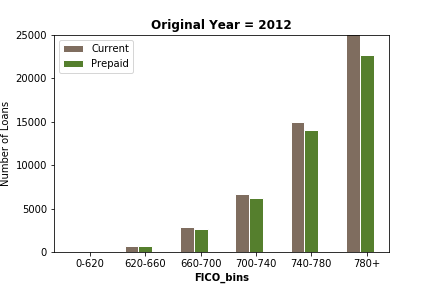 Original Year = 2012
Current
Prepaid
25000
20000
15000
10000
5000
0
Number of Loans
0-620 620-660 660-700 700-740 740-780 780+
FICO_bins